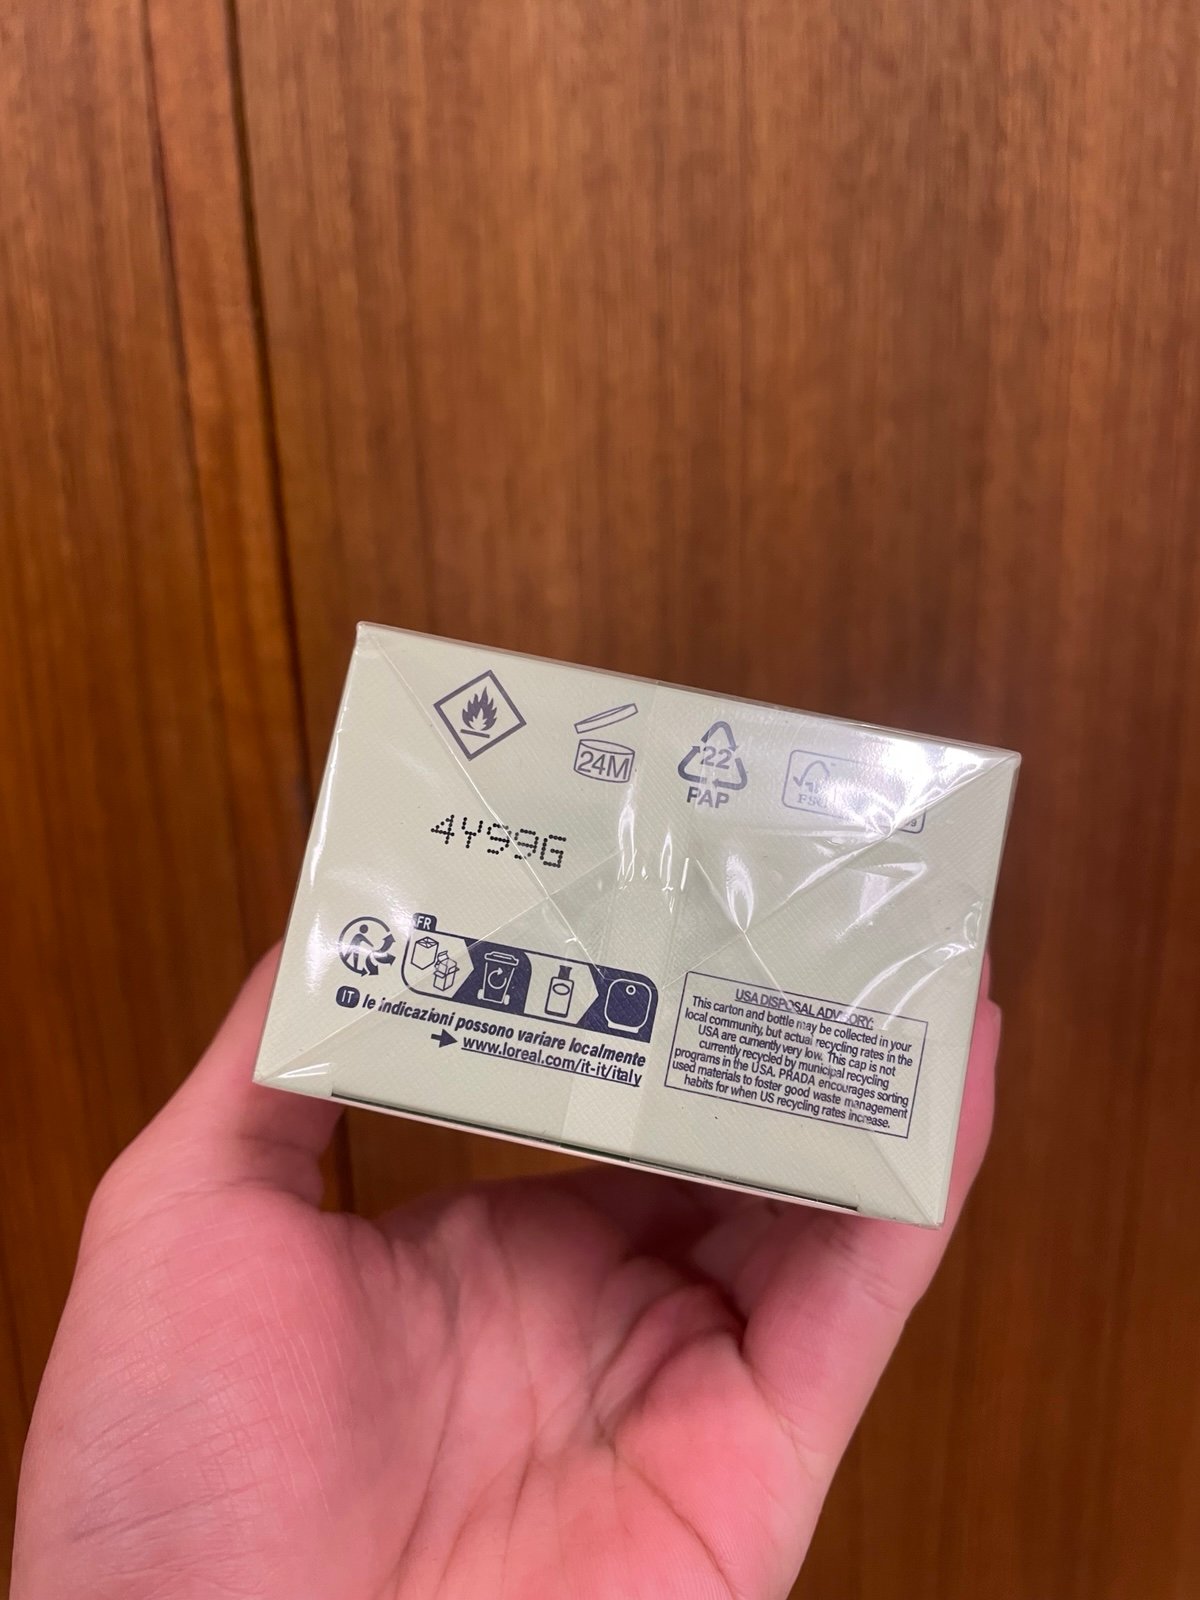 24M
22
PAP
FSC
4Y99G
FR
IT le indicazioni possono variare localmente
www.loreal.com/it-it/italy
USA DISPOSAL ADVISORY:
This carton and bottle may be collected in your
local community, but actual recycling rates in the
USA are currently very low. This cap is not
currently recycled by municipal recycling
programs in the USA. PRADA encourages sorting
used materials to foster good waste management
habits for when US recycling rates increase.